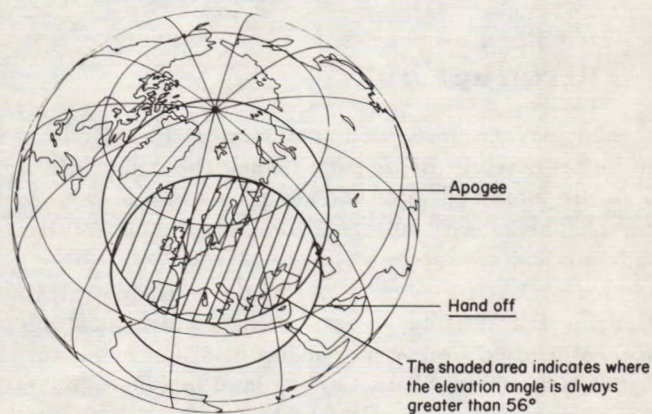 Apogee
Hand off
The shaded area indicates where
the elevation angle is always
greater than 56°